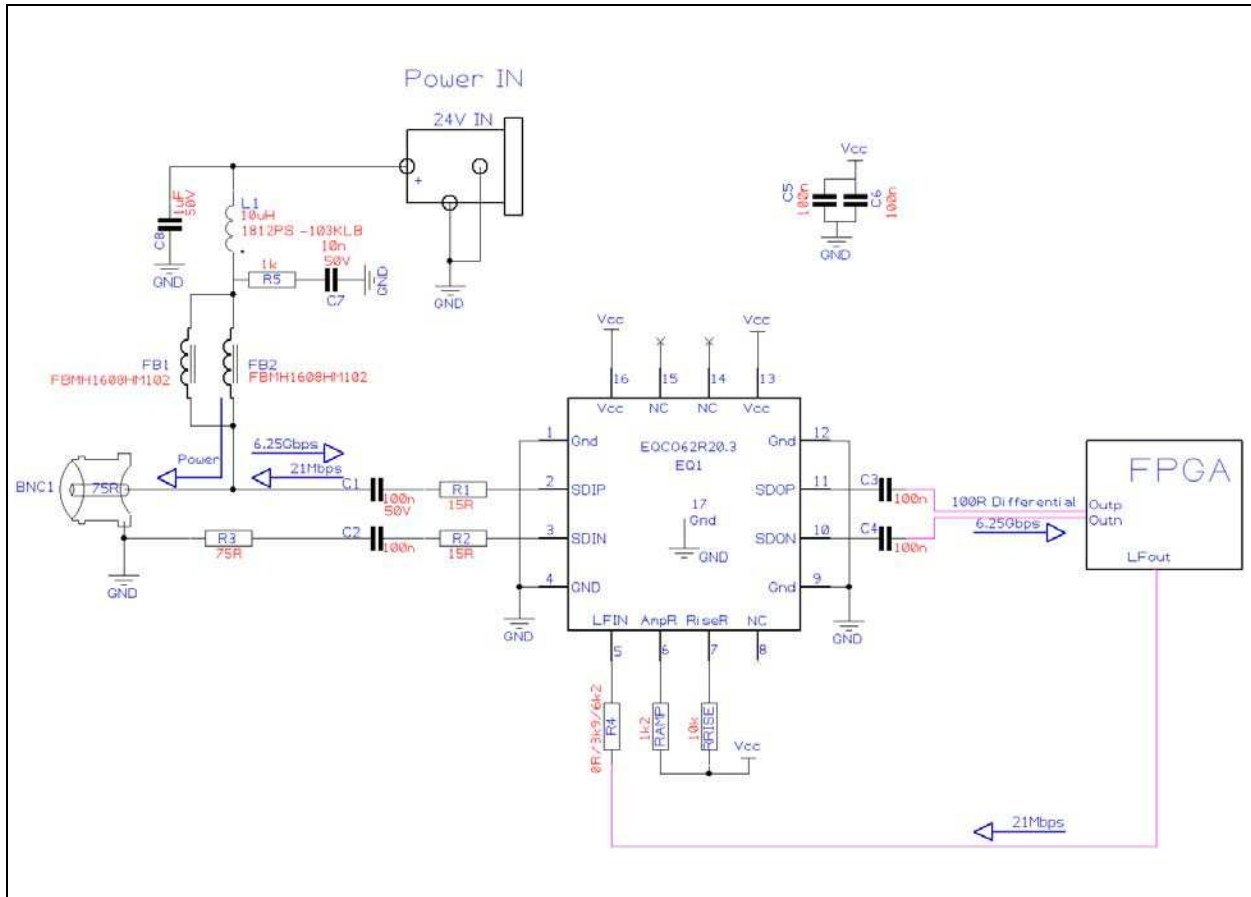 Power IN
24V IN
+
1uF
50V
C8
GND
L1
10uH
1812PS -103KLB
10n
50V
1k
R5
C7
GND
GND
Vcc
C5
100n
C6
100n
GND
FB1
FBMH1608HM102
FB2
FBMH1608HM102
Power
6.25Gbps
21Mbps
BNC1
75R
C1
100n
50V
R1
15R
C2
100n
R2
15R
R3
75R
GND
GND
Vcc
Vcc
16
15
14
13
Vcc
NC
NC
Vcc
1
Gnd
2
SDIP
3
SDIN
4
GND
EQCO62R20.3
EQ1
17
Gnd
GND
Gnd
12
SDOP
11
SDON
10
Gnd
9
GND
LFIN
AmpR
RiseR
NC
5
6
7
8
0R/3k9/6k2
R4
1k2
RAMP
10k
RRISE
Vcc
C3
100n
C4
100n
100R Differential
6.25Gbps
FPGA
Outp
Outn
LFout
21Mbps